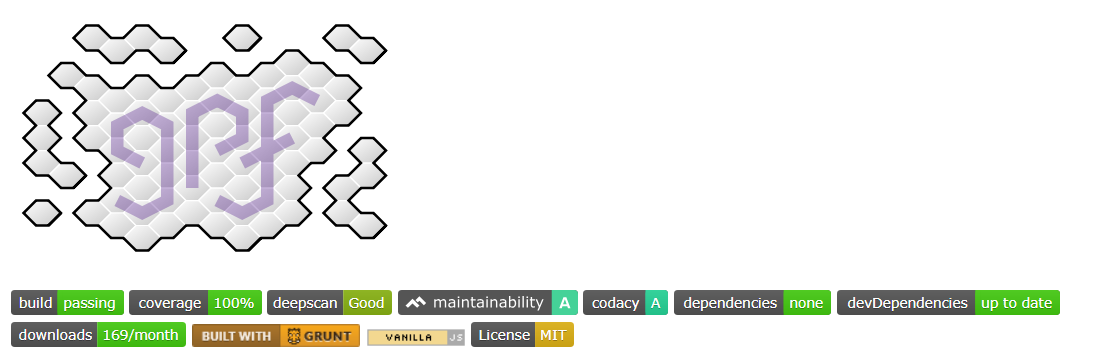 gpf
build passing coverage 100% deepscan Good maintainability A codacy A dependencies none devDependencies up to date
downloads 169/month BUILT WITH GRUNT VANILLA JS License MIT